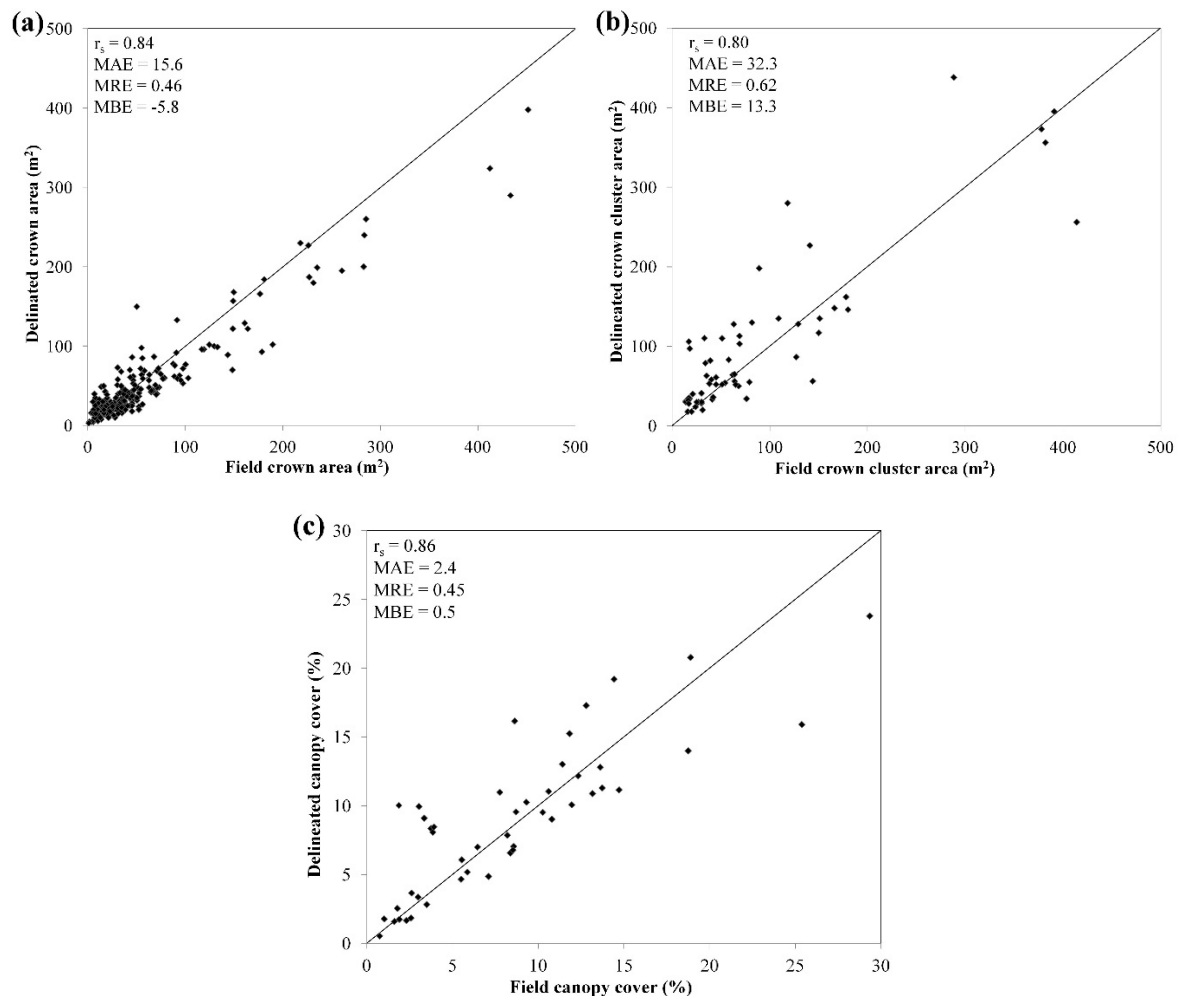 (a)
500
400
300
200
100
0
r_s = 0.84
MAE = 15.6
MRE = 0.46
MBE = -5.8
Delinated crown area (m²)
0 100 200 300 400 500
Field crown area (m²)
(b)
500
400
300
200
100
0
r_s = 0.80
MAE = 32.3
MRE = 0.62
MBE = 13.3
Delineated crown cluster area (m²)
0 100 200 300 400 500
Field crown cluster area (m²)
(c)
30
25
20
15
10
5
0
r_s = 0.86
MAE = 2.4
MRE = 0.45
MBE = 0.5
Delineated canopy cover (%)
0 5 10 15 20 25 30
Field canopy cover (%)